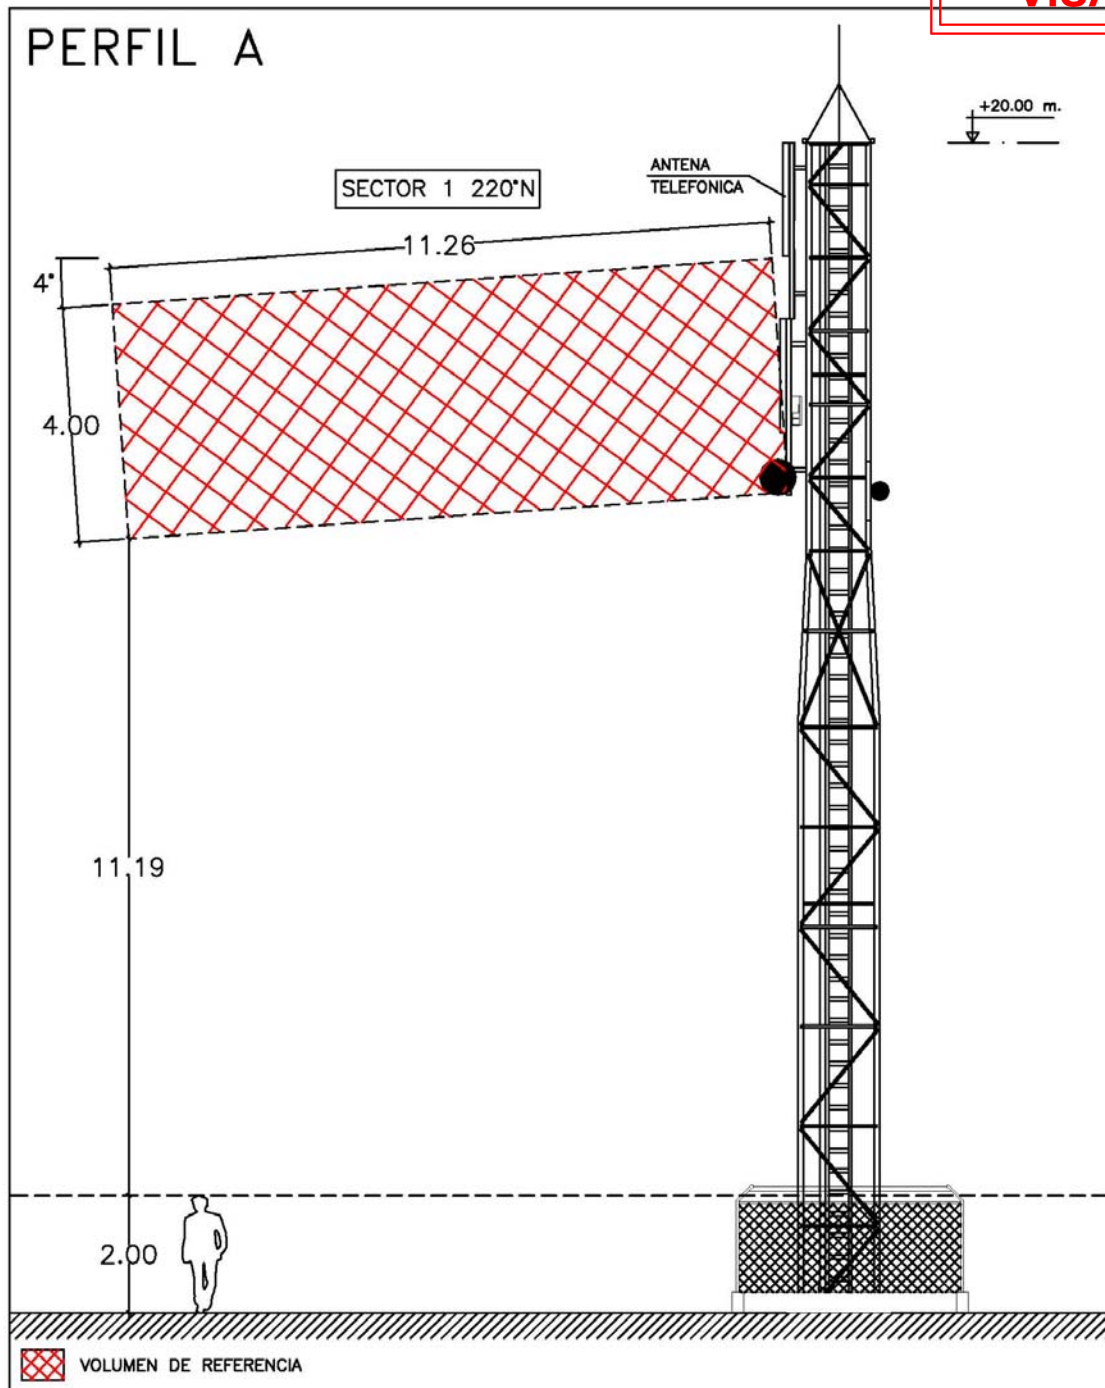 PERFIL A
+20.00 m.
ANTENA
TELEFONICA
SECTOR 1 220°N
11.26
4°
4.00
11.19
2.00
VOLUMEN DE REFERENCIA